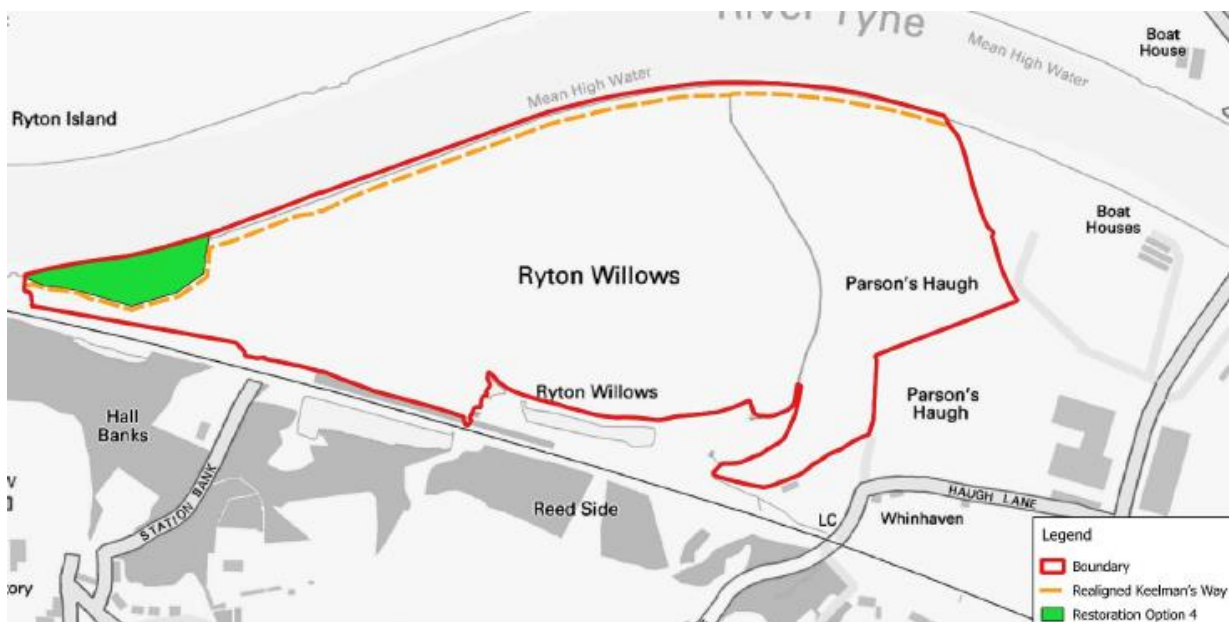 River Tyne
Boat
House
Mean High Water
Mean High Water
Ryton Island
Boat
Houses
Ryton Willows
Parson's Haugh
Ryton Willows
Parson's
Haugh
Hall
Banks
STATION BANK
Reed Side
LC
Whinhaven
HAUGH LANE
Legend
Boundary
Realigned Keelman's Way
Restoration Option 4